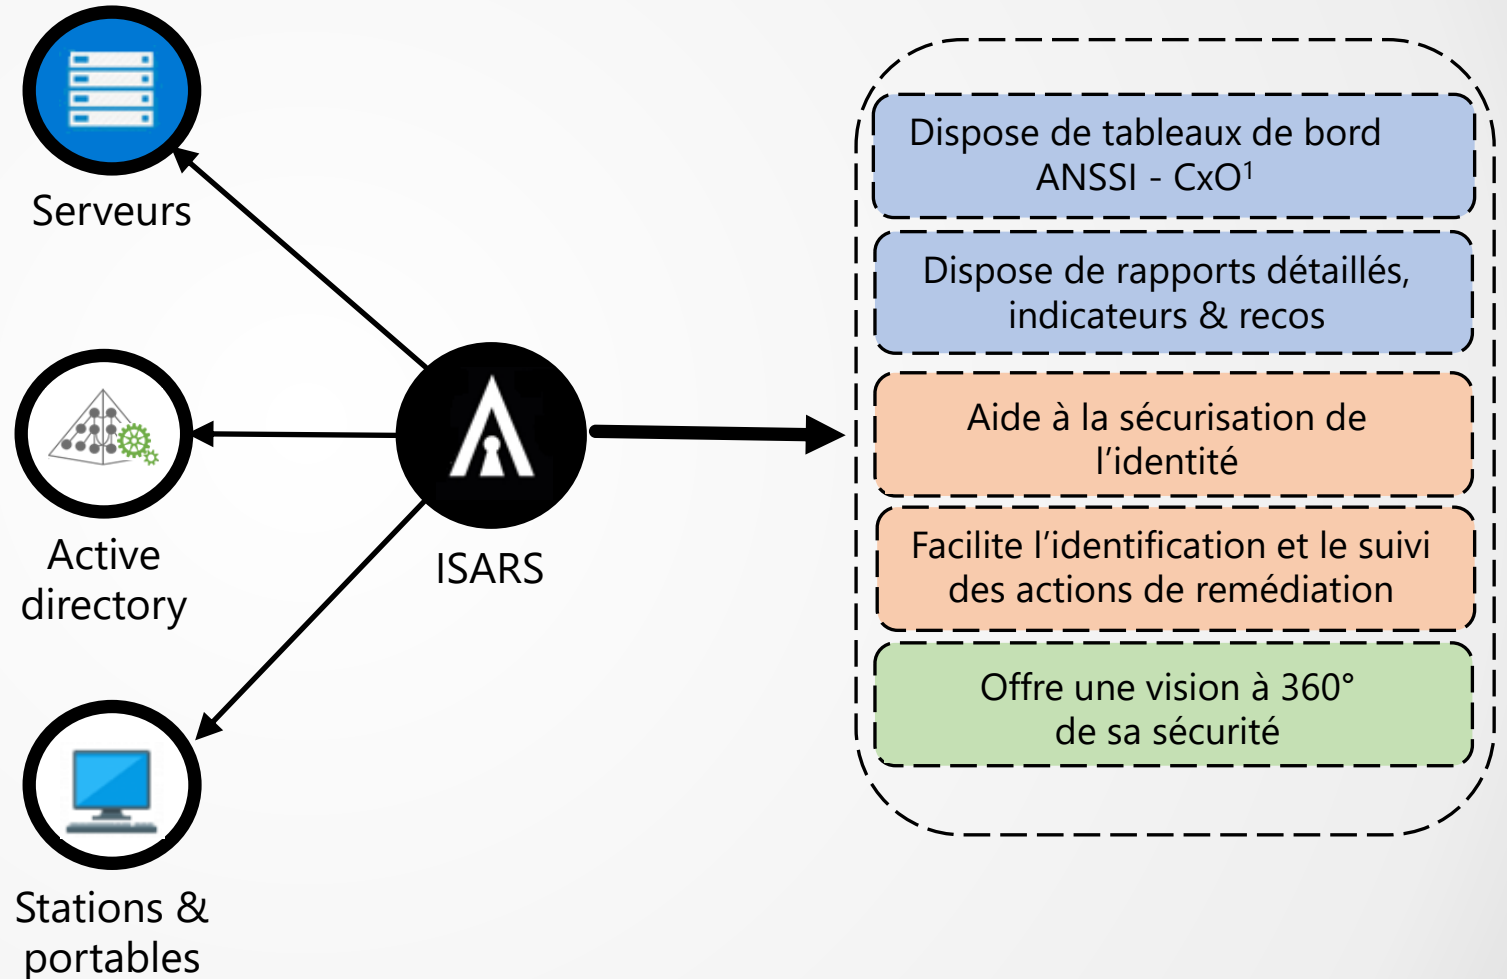 Serveurs
Active
directory
Stations &
portables
ISARS
Dispose de tableaux de bord
ANSSI - CxO¹
Dispose de rapports détaillés,
indicateurs & recos
Aide à la sécurisation de
l’identité
Facilite l’identification et le suivi
des actions de remédiation
Offre une vision à 360°
de sa sécurité